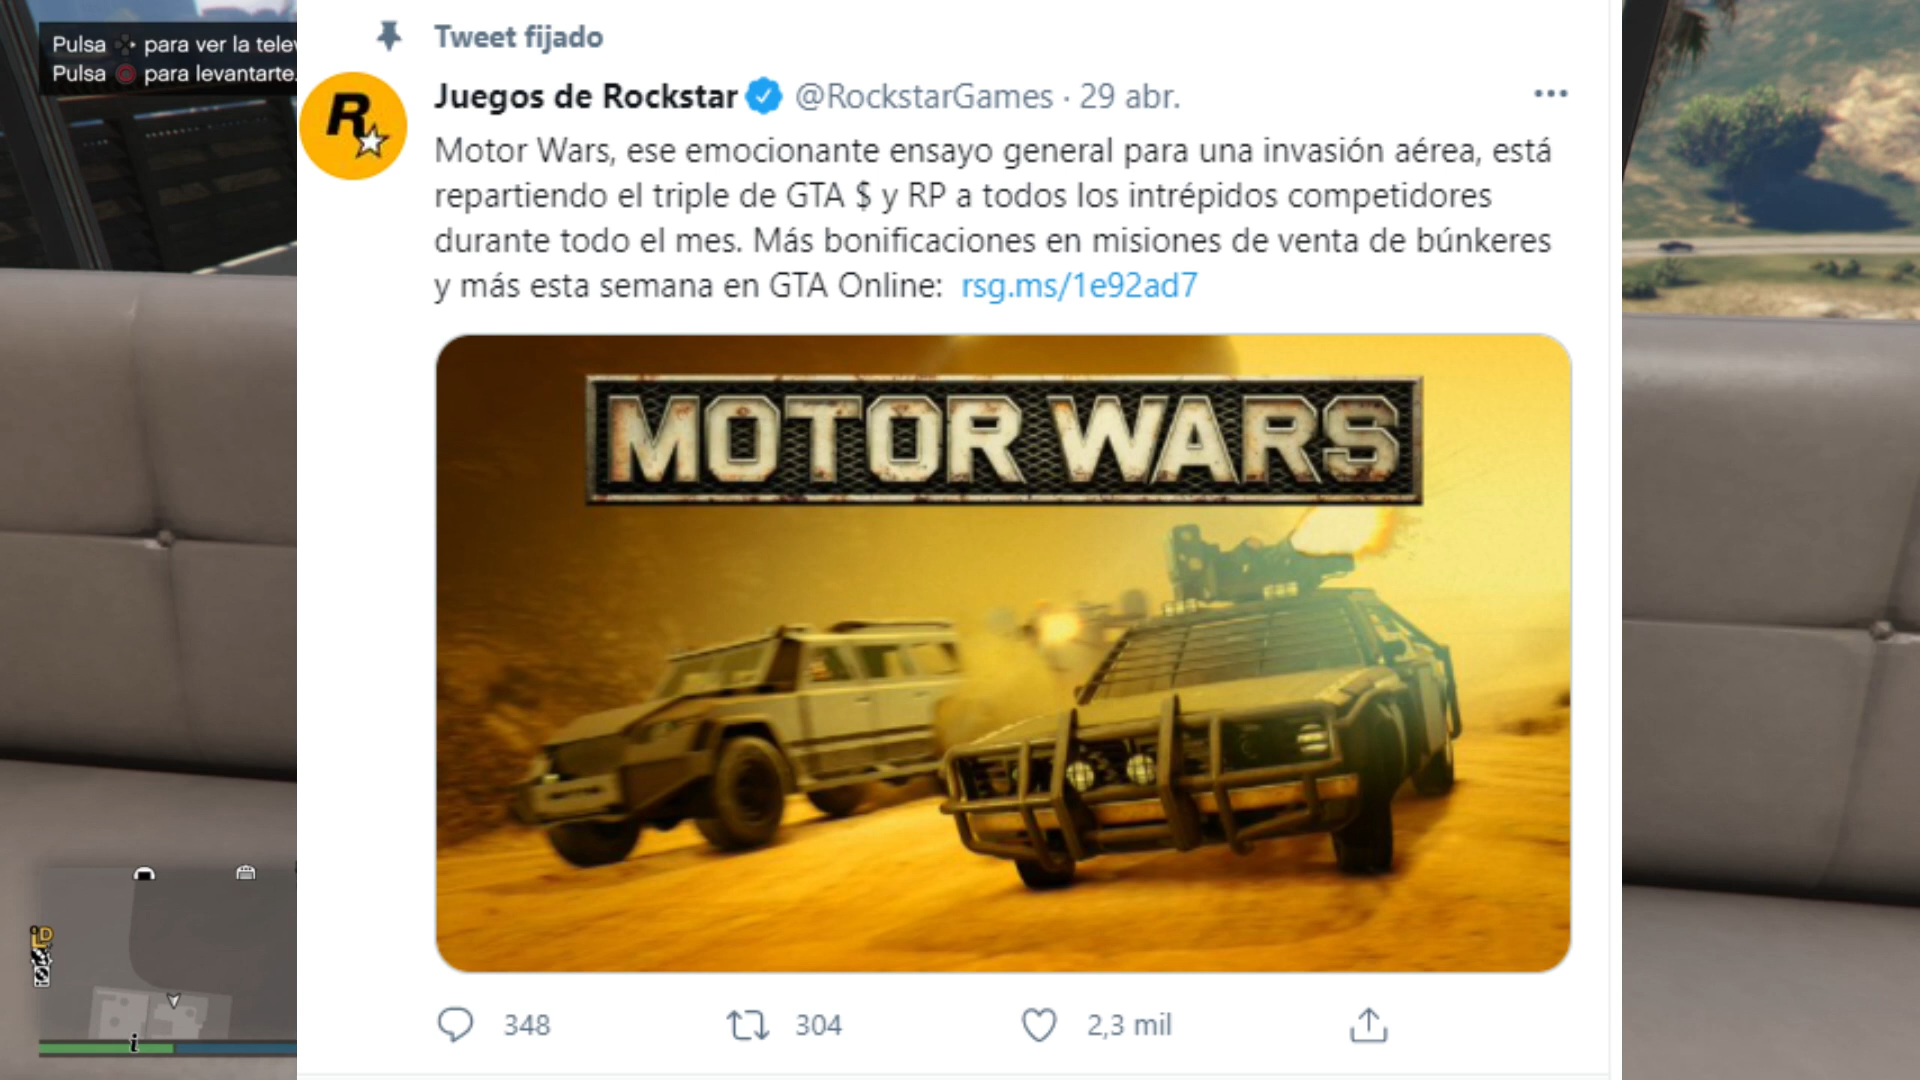 Pulsa para ver la telev
Pulsa para levantarte.
Tweet fijado
Juegos de Rockstar @RockstarGames · 29 abr.
Motor Wars, ese emocionante ensayo general para una invasión aérea, está
repartiendo el triple de GTA $ y RP a todos los intrépidos competidores
durante todo el mes. Más bonificaciones en misiones de venta de búnkeres
y más esta semana en GTA Online: rsg.ms/1e92ad7
MOTOR WARS
348 304 2,3 mil
R
D
i